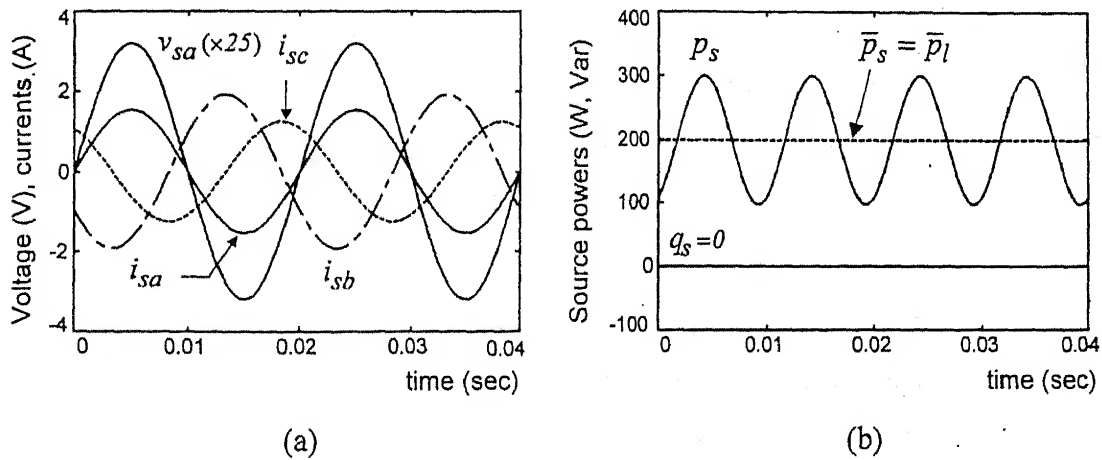 Voltage (V), currents (A)
4
2
0
-2
-4
v_sa (×25)
i_sc
i_sa
i_sb
0
0.01
0.02
0.03
0.04
time (sec)
(a)
Source powers (W, Var)
400
300
200
100
0
-100
p_s
p̅_s = p̅_l
q_s=0
0
0.01
0.02
0.03
0.04
time (sec)
(b)